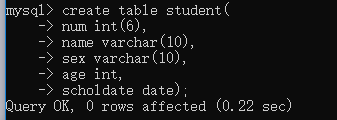 mysql> create table student(
    -> num int(6),
    -> name varchar(10),
    -> sex varchar(10),
    -> age int,
    -> scholdate date);
Query OK, 0 rows affected (0.22 sec)